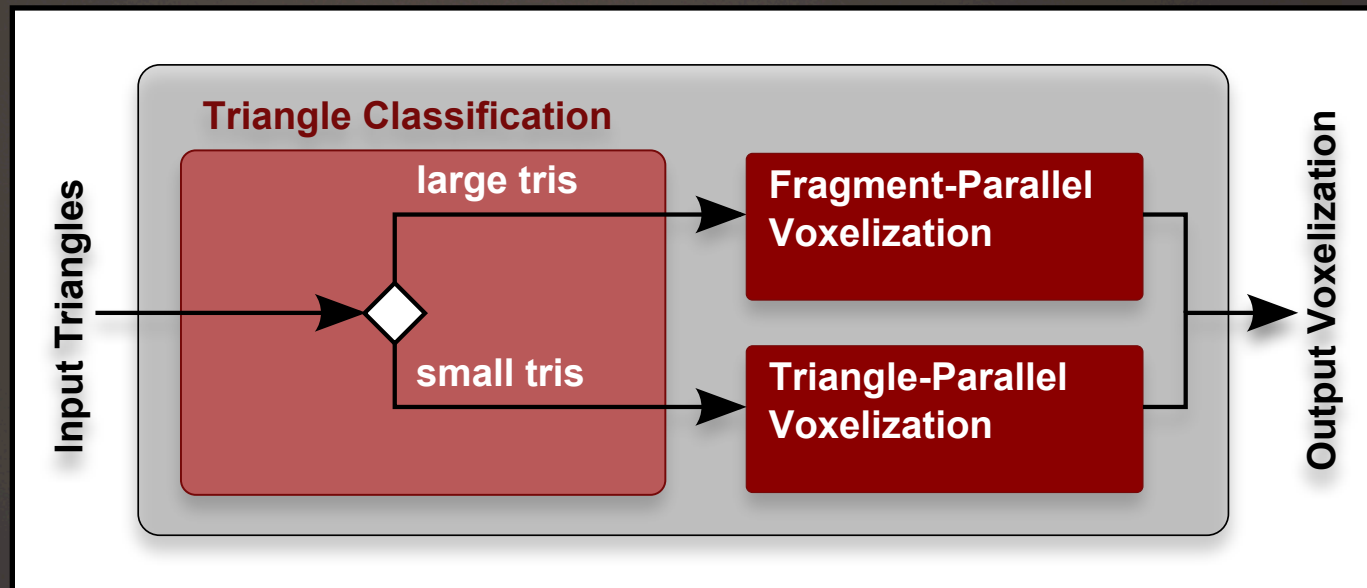 Input Triangles
Triangle Classification
large tris
small tris
Fragment-Parallel
Voxelization
Triangle-Parallel
Voxelization
Output Voxelization